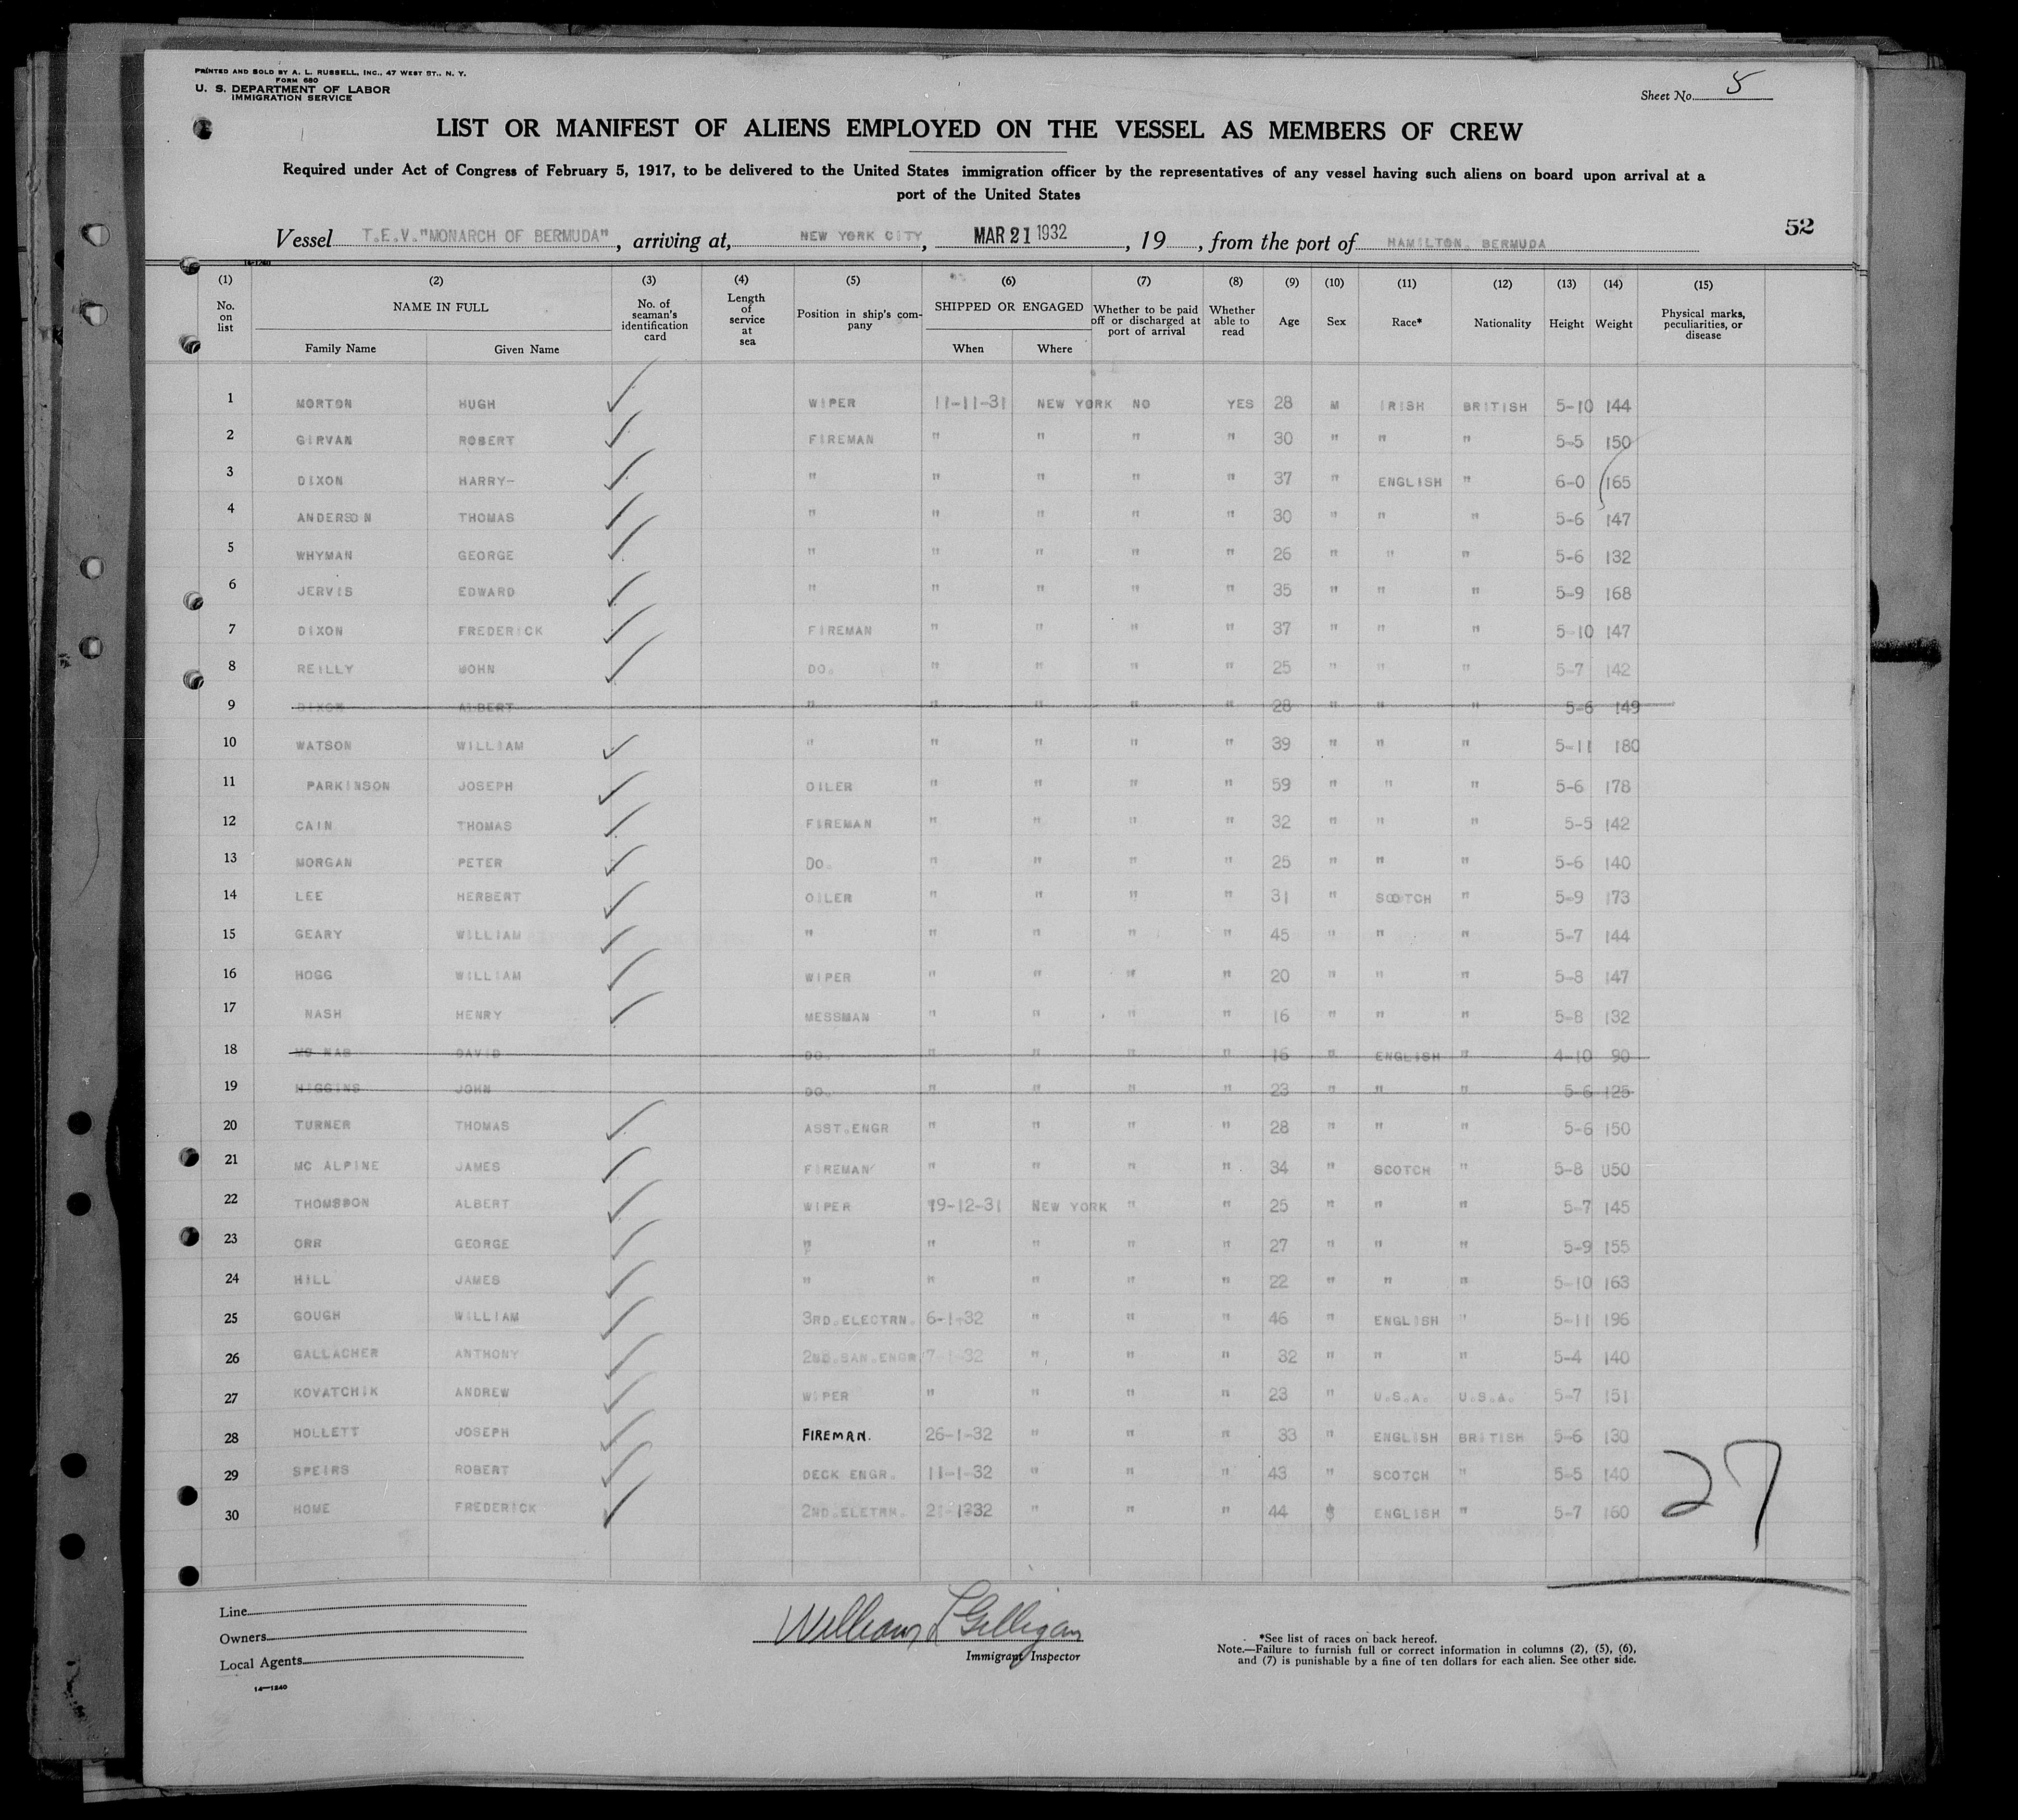 PRINTED AND SOLD BY A. L. RUSSELL, INC., 47 WEST ST., N. Y.
FORM 680
U. S. DEPARTMENT OF LABOR
IMMIGRATION SERVICE
Sheet No. 5
LIST OR MANIFEST OF ALIENS EMPLOYED ON THE VESSEL AS MEMBERS OF CREW
Required under Act of Congress of February 5, 1917, to be delivered to the United States immigration officer by the representatives of any vessel having such aliens on board upon arrival at a
port of the United States
52
Vessel T.E.V."MONARCH OF BERMUDA", arriving at, NEW YORK CITY, MAR 21 1932, 19, from the port of HAMILTON. BERMUDA
(1) (2) (3) (4) (5) (6) (7) (8) (9) (10) (11) (12) (13) (14) (15)
No. on list NAME IN FULL Family Name Given Name No. of seaman's identification card Length of service at sea Position in ship's company SHIPPED OR ENGAGED When Where Whether to be paid off or discharged at port of arrival Whether able to read Age Sex Race* Nationality Height Weight Physical marks, peculiarities, or disease
1 MORTON HUGH WIPER 11-11-31 NEW YORK NO YES 28 M IRISH BRITISH 5-10 144
2 GIRVAN ROBERT FIREMAN " " " " 30 " " " 5-5 150
3 DIXON HARRY- " " " " " 37 " ENGLISH " 6-0 165
4 ANDERSON THOMAS " " " " " 30 " " " 5-6 147
5 WHYMAN GEORGE " " " " " 26 " " " 5-6 132
6 JERVIS EDWARD " " " " " 35 " " " 5-9 168
7 DIXON FREDERICK FIREMAN " " " " 37 " " " 5-10 147
8 REILLY JOHN DO. " " " " 25 " " " 5-7 142
9 DIXON ALBERT " " " " " 28 " " " 5-6 149
10 WATSON WILLIAM " " " " " 39 " " " 5-11 180
11 PARKINSON JOSEPH OILER " " " " 59 " " " 5-6 178
12 CAIN THOMAS FIREMAN " " " " 32 " " " 5-5 142
13 MORGAN PETER DO. " " " " 25 " " " 5-6 140
14 LEE HERBERT OILER " " " " 31 " SCOTCH " 5-9 173
15 GEARY WILLIAM " " " " " 45 " " " 5-7 144
16 HOGG WILLIAM WIPER " " " " 20 " " " 5-8 147
17 NASH HENRY MESSMAN " " " " 16 " " " 5-8 132
18 MC NAB DAVID DO. " " " " 16 " ENGLISH " 4-10 90
19 HIGGINS JOHN DO. " " " " 23 " " " 5-6 125
20 TURNER THOMAS ASST.ENGR " " " " 28 " " " 5-6 150
21 MC ALPINE JAMES FIREMAN " " " " 34 " SCOTCH " 5-8 U50
22 THOMSSON ALBERT WIPER 19-12-31 NEW YORK " " 25 " " " 5-7 145
23 ORR GEORGE " " " " " 27 " " " 5-9 155
24 HILL JAMES " " " " " 22 " " " 5-10 163
25 GOUGH WILLIAM 3RD.ELECTRN. 6-1-32 " " " 46 " ENGLISH " 5-11 196
26 GALLACHER ANTHONY 2ND.SAN.ENGR 7-1-32 " " " 32 " " " 5-4 140
27 KOVATCHIK ANDREW WIPER " " " " 23 " U.S.A. U.S.A. 5-7 151
28 HOLLETT JOSEPH FIREMAN. 26-1-32 " " " 33 " ENGLISH BRITISH 5-6 130
29 SPEIRS ROBERT DECK ENGR. 11-1-32 " " " 43 " SCOTCH " 5-5 140
30 HOME FREDERICK 2ND.ELETRN. 21-1332 " " " 44 $ ENGLISH " 5-7 160
27
Line
Owners
Local Agents
14—1240
William L Gilligan
Immigrant Inspector
*See list of races on back hereof.
Note.—Failure to furnish full or correct information in columns (2), (5), (6),
and (7) is punishable by a fine of ten dollars for each alien. See other side.